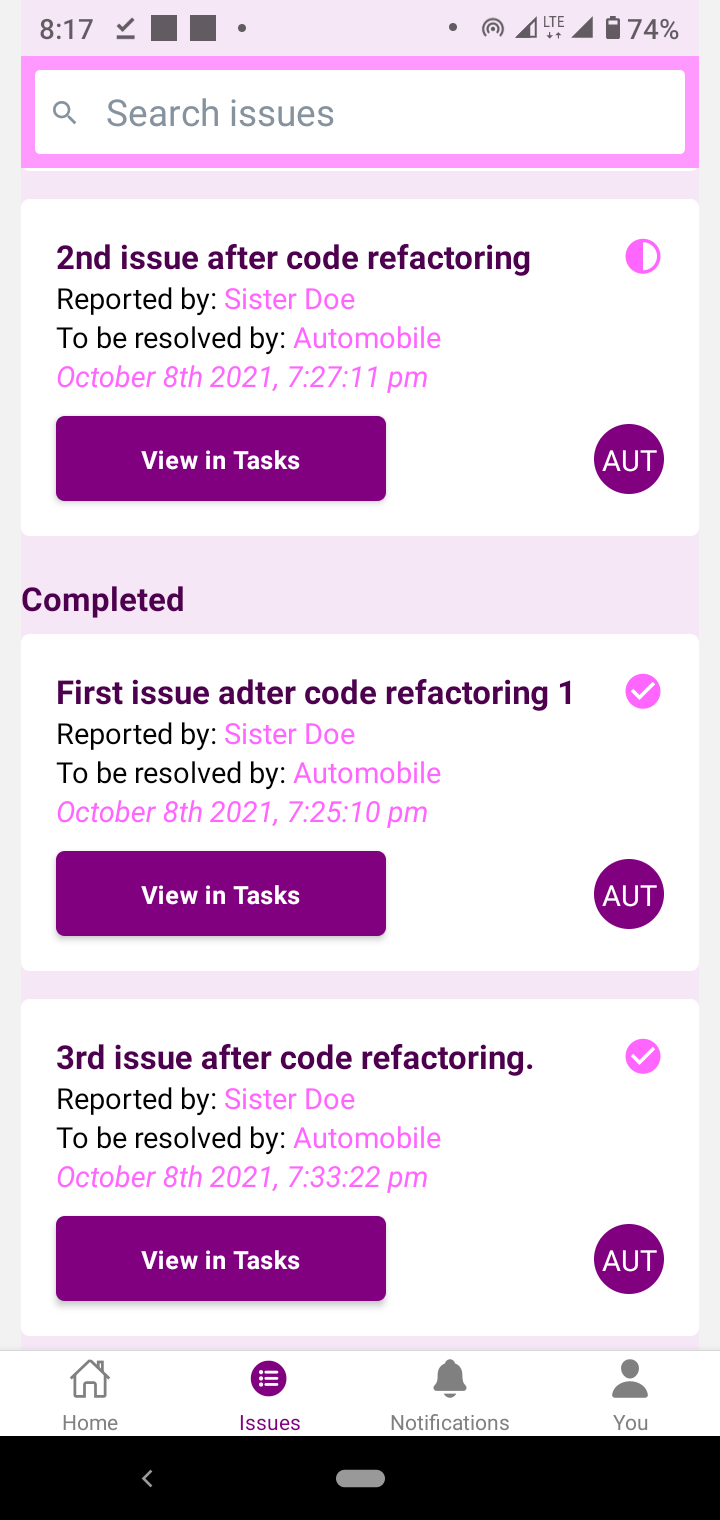 8:17 LTE 74%
Search issues
2nd issue after code refactoring
Reported by: Sister Doe
To be resolved by: Automobile
October 8th 2021, 7:27:11 pm
View in Tasks AUT
Completed
First issue adter code refactoring 1
Reported by: Sister Doe
To be resolved by: Automobile
October 8th 2021, 7:25:10 pm
View in Tasks AUT
3rd issue after code refactoring.
Reported by: Sister Doe
To be resolved by: Automobile
October 8th 2021, 7:33:22 pm
View in Tasks AUT
Home Issues Notifications You